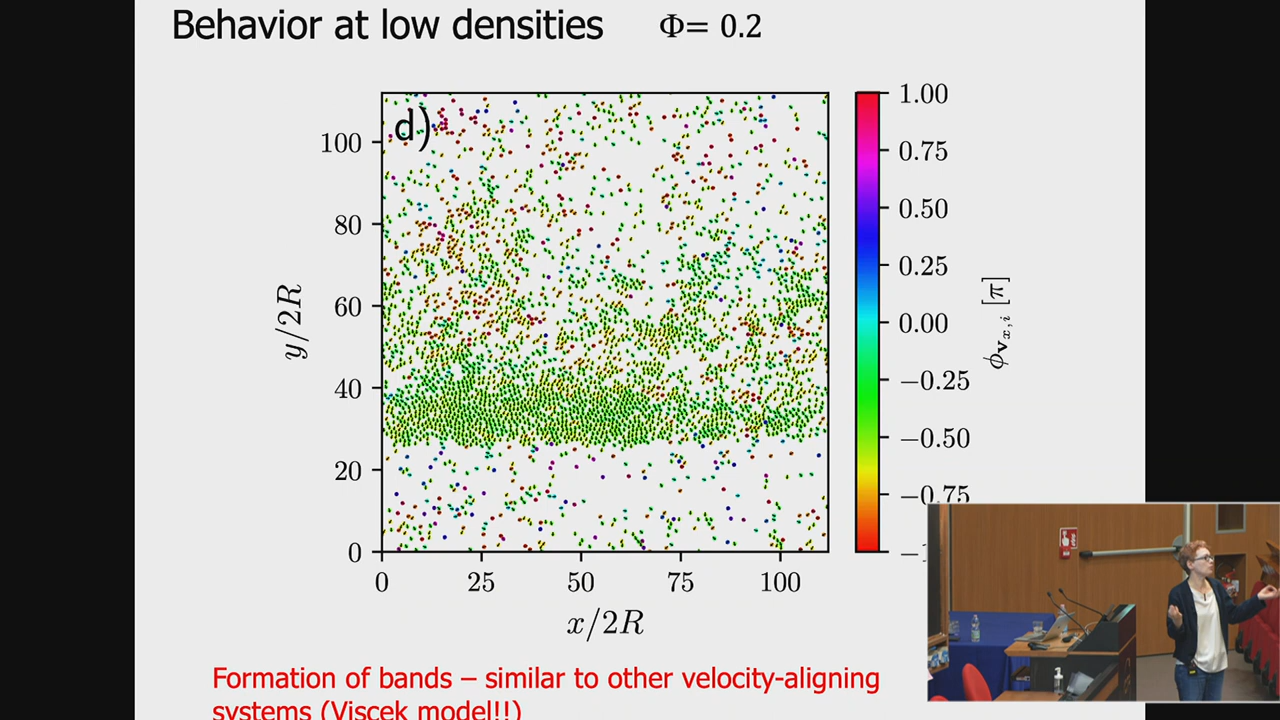 Behavior at low densities Φ= 0.2
d)
100
80
60
40
20
0
0 25 50 75 100
x/2R
y/2R
1.00
0.75
0.50
0.25
0.00
−0.25
−0.50
−0.75
ϕ𝐯ₓ,ᵢ [π]
Formation of bands – similar to other velocity-aligning
systems (Viscek model!!)